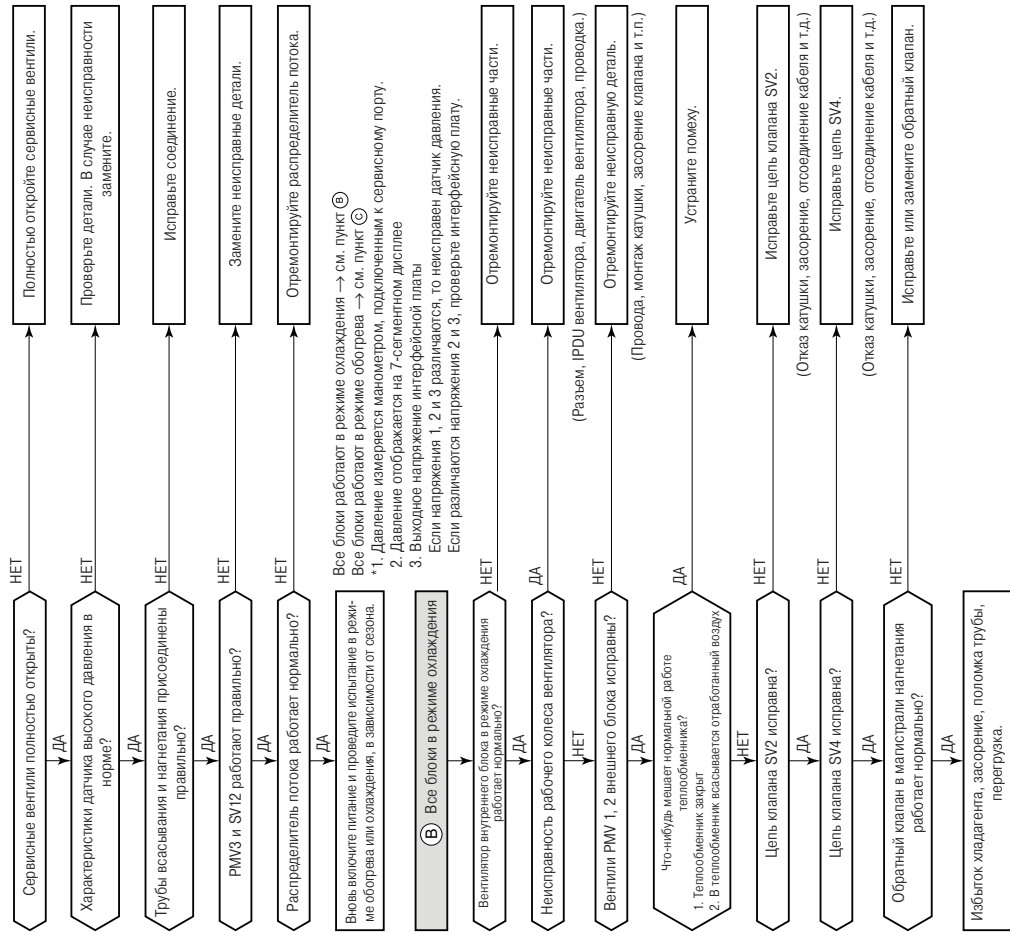 Сервисные вентили полностью открыты?
НЕТ
Полностью откройте сервисные вентили.
ДА
Характеристики датчика высокого давления в
норме?
НЕТ
Проверьте детали. В случае неисправности
замените.
ДА
Трубы всасывания и нагнетания присоединены
правильно?
НЕТ
Исправьте соединение.
ДА
PMV3 и SV12 работают правильно?
НЕТ
Замените неисправные детали.
ДА
Распределитель потока работает нормально?
НЕТ
Отремонтируйте распределитель потока.
ДА
Вновь включите питание и проведите испытание в режи-
ме обогрева или охлаждения, в зависимости от сезона.
Все блоки работают в режиме охлаждения → см. пункт Ⓑ
Все блоки работают в режиме обогрева → см. пункт Ⓒ
*1. Давление измеряется манометром, подключенным к сервисному порту.
2. Давление отображается на 7-сегментном дисплее
3. Выходное напряжение интерфейсной платы
Если напряжения 1, 2 и 3 различаются, то неисправен датчик давления.
Если различаются напряжения 2 и 3, проверьте интерфейсную плату.
Ⓑ Все блоки в режиме охлаждения
Вентилятор внутреннего блока в режиме охлаждения
работает нормально?
НЕТ
Отремонтируйте неисправные части.
ДА
Неисправность рабочего колеса вентилятора?
ДА
Отремонтируйте неисправные части.
(Разъем, IPDU вентилятора, двигатель вентилятора, проводка.)
НЕТ
Вентили PMV 1, 2 внешнего блока исправны?
НЕТ
Отремонтируйте неисправную деталь.
(Провода, монтаж катушки, засорение клапана и т.п.)
ДА
Что-нибудь мешает нормальной работе
теплообменника?
1. Теплообменник закрыт
2. В теплообменник всасывается отработанный воздух
ДА
Устраните помеху.
НЕТ
Цепь клапана SV2 исправна?
НЕТ
Исправьте цепь клапана SV2.
(Отказ катушки, засорение, отсоединение кабеля и т.д.)
ДА
Цепь клапана SV4 исправна?
НЕТ
Исправьте цепь SV4.
(Отказ катушки, засорение, отсоединение кабеля и т.д.)
ДА
Обратный клапан в магистрали нагнетания
работает нормально?
НЕТ
Исправьте или замените обратный клапан.
ДА
Избыток хладагента, засорение, поломка трубы,
перегрузка.